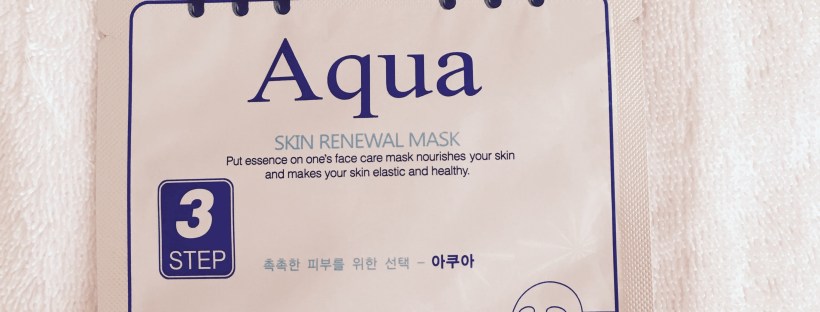 Aqua
SKIN RENEWAL MASK
Put essence on one's face care mask nourishes your skin
and makes your skin elastic and healthy.
3
STEP
촉촉한 피부를 위한 선택 – 아쿠아